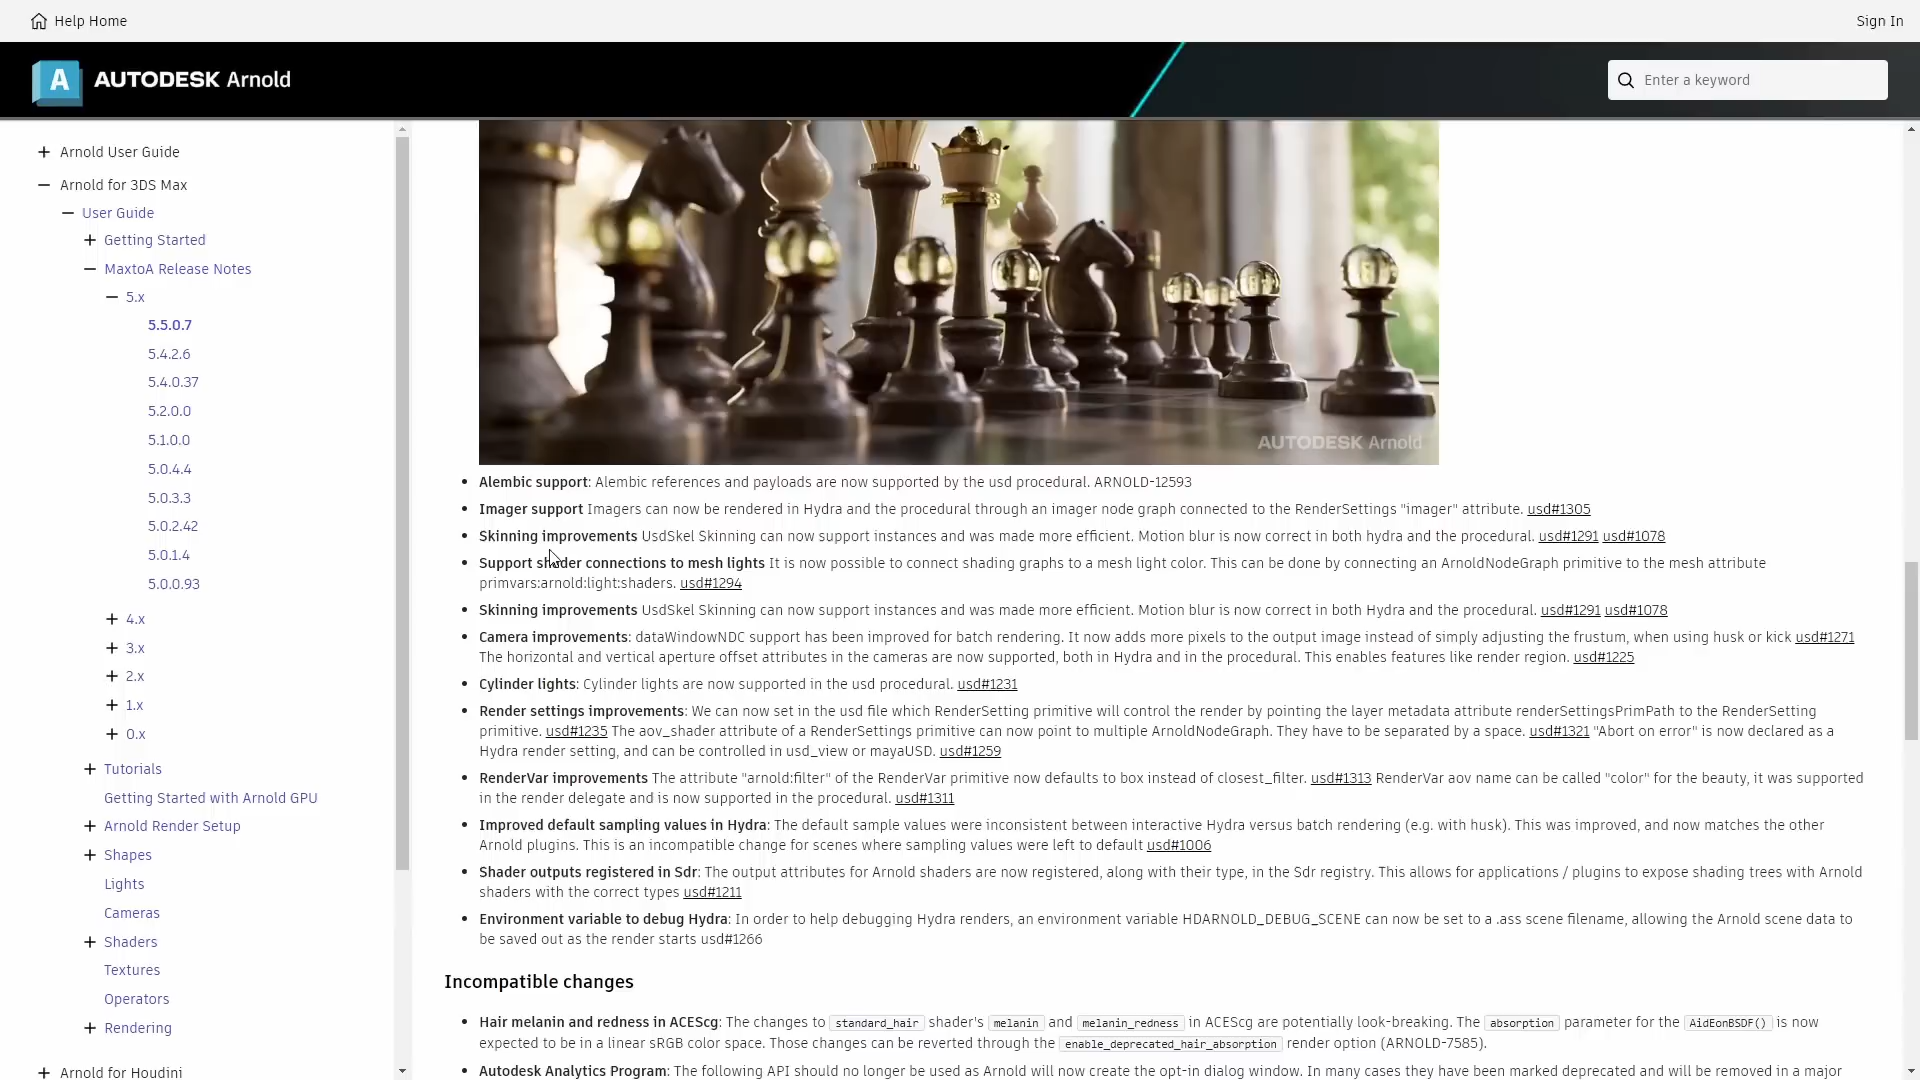 Help Home
Sign In
A AUTODESK Arnold
Enter a keyword
Arnold User Guide
Arnold for 3DS Max
User Guide
Getting Started
MaxtoA Release Notes
5.x
5.5.0.7
5.4.2.6
5.4.0.37
5.2.0.0
5.1.0.0
5.0.4.4
5.0.3.3
5.0.2.42
5.0.1.4
5.0.0.93
4.x
3.x
2.x
1.x
0.x
Tutorials
Getting Started with Arnold GPU
Arnold Render Setup
Shapes
Lights
Cameras
Shaders
Textures
Operators
Rendering
Arnold for Houdini
AUTODESK Arnold
Alembic support: Alembic references and payloads are now supported by the usd procedural. ARNOLD-12593
Imager support Imagers can now be rendered in Hydra and the procedural through an imager node graph connected to the RenderSettings "imager" attribute. usd#1305
Skinning improvements UsdSkel Skinning can now support instances and was made more efficient. Motion blur is now correct in both hydra and the procedural. usd#1291 usd#1078
Support shader connections to mesh lights It is now possible to connect shading graphs to a mesh light color. This can be done by connecting an ArnoldNodeGraph primitive to the mesh attribute
primvars:arnold:light:shaders. usd#1294
Skinning improvements UsdSkel Skinning can now support instances and was made more efficient. Motion blur is now correct in both Hydra and the procedural. usd#1291 usd#1078
Camera improvements: dataWindowNDC support has been improved for batch rendering. It now adds more pixels to the output image instead of simply adjusting the frustum, when using husk or kick usd#1271
The horizontal and vertical aperture offset attributes in the cameras are now supported, both in Hydra and in the procedural. This enables features like render region. usd#1225
Cylinder lights: Cylinder lights are now supported in the usd procedural. usd#1231
Render settings improvements: We can now set in the usd file which RenderSetting primitive will control the render by pointing the layer metadata attribute renderSettingsPrimPath to the RenderSetting
primitive. usd#1235 The aov_shader attribute of a RenderSettings primitive can now point to multiple ArnoldNodeGraph. They have to be separated by a space. usd#1321 "Abort on error" is now declared as a
Hydra render setting, and can be controlled in usd_view or mayaUSD. usd#1259
RenderVar improvements The attribute "arnold:filter" of the RenderVar primitive now defaults to box instead of closest_filter. usd#1313 RenderVar aov name can be called "color" for the beauty, it was supported
in the render delegate and is now supported in the procedural. usd#1311
Improved default sampling values in Hydra: The default sample values were inconsistent between interactive Hydra versus batch rendering (e.g. with husk). This was improved, and now matches the other
Arnold plugins. This is an incompatible change for scenes where sampling values were left to default usd#1006
Shader outputs registered in Sdr: The output attributes for Arnold shaders are now registered, along with their type, in the Sdr registry. This allows for applications / plugins to expose shading trees with Arnold
shaders with the correct types usd#1211
Environment variable to debug Hydra: In order to help debugging Hydra renders, an environment variable HDARNOLD_DEBUG_SCENE can now be set to a .ass scene filename, allowing the Arnold scene data to
be saved out as the render starts usd#1266
Incompatible changes
Hair melanin and redness in ACEScg: The changes to standard_hair shader's melanin and melanin_redness in ACEScg are potentially look-breaking. The absorption parameter for the AidEonBSDF() is now
expected to be in a linear sRGB color space. Those changes can be reverted through the enable_deprecated_hair_absorption render option (ARNOLD-7585).
Autodesk Analytics Program: The following API should no longer be used as Arnold will now create the opt-in dialog window. In many cases they have been marked deprecated and will be removed in a major